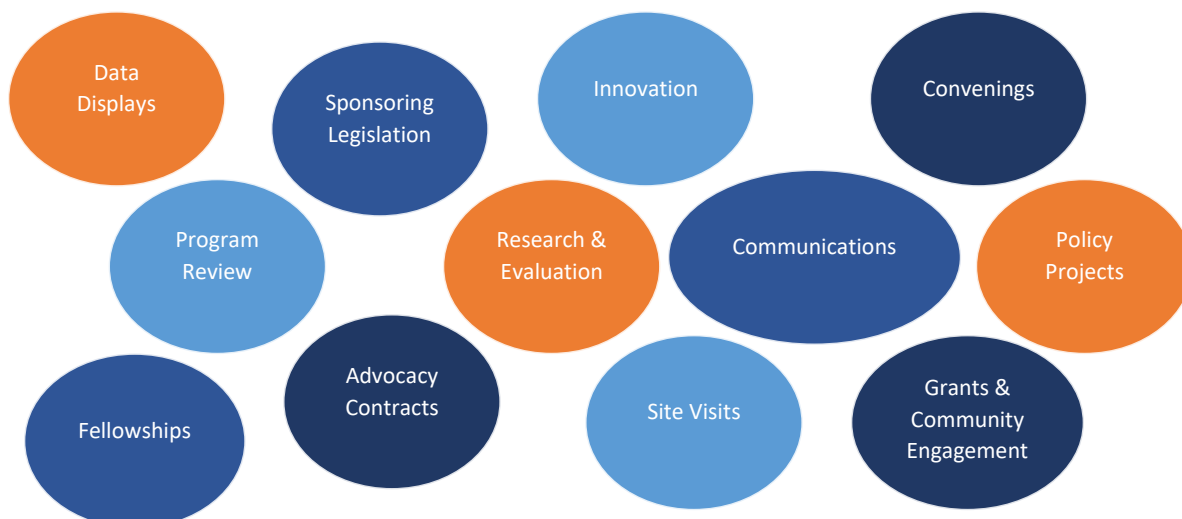 Data
Displays
Sponsoring
Legislation
Innovation
Convenings
Program
Review
Research &
Evaluation
Communications
Policy
Projects
Fellowships
Advocacy
Contracts
Site Visits
Grants &
Community
Engagement